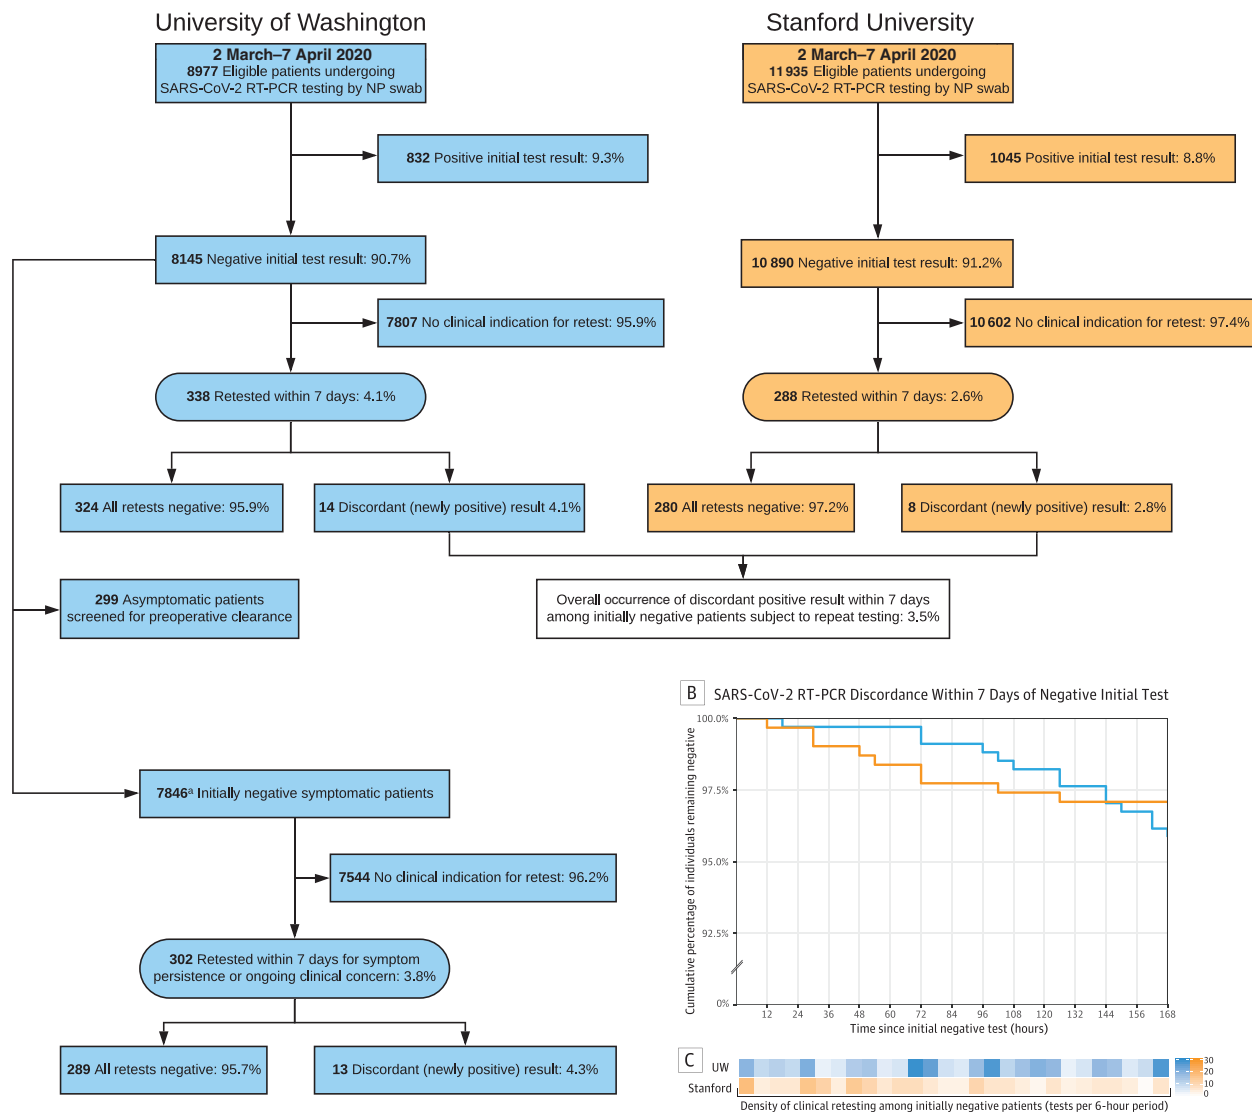 University of Washington
2 March–7 April 2020
8977 Eligible patients undergoing
SARS-CoV-2 RT-PCR testing by NP swab
832 Positive initial test result: 9.3%
8145 Negative initial test result: 90.7%
7807 No clinical indication for retest: 95.9%
338 Retested within 7 days: 4.1%
324 All retests negative: 95.9%
14 Discordant (newly positive) result 4.1%
299 Asymptomatic patients
screened for preoperative clearance
7846a Initially negative symptomatic patients
7544 No clinical indication for retest: 96.2%
302 Retested within 7 days for symptom
persistence or ongoing clinical concern: 3.8%
289 All retests negative: 95.7%
13 Discordant (newly positive) result: 4.3%
Stanford University
2 March–7 April 2020
11 935 Eligible patients undergoing
SARS-CoV-2 RT-PCR testing by NP swab
1045 Positive initial test result: 8.8%
10 890 Negative initial test result: 91.2%
10 602 No clinical indication for retest: 97.4%
288 Retested within 7 days: 2.6%
280 All retests negative: 97.2%
8 Discordant (newly positive) result: 2.8%
Overall occurrence of discordant positive result within 7 days
among initially negative patients subject to repeat testing: 3.5%
B SARS-CoV-2 RT-PCR Discordance Within 7 Days of Negative Initial Test
Cumulative percentage of individuals remaining negative
100.0%
97.5%
95.0%
92.5%
0%
12 24 36 48 60 72 84 96 108 120 132 144 156 168
Time since initial negative test (hours)
C
UW
Stanford
30
20
10
0
Density of clinical retesting among initially negative patients (tests per 6-hour period)